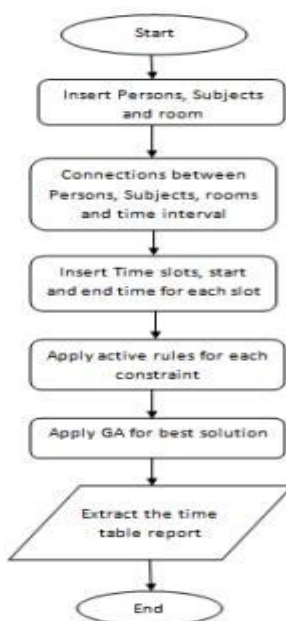 Start
Insert Persons, Subjects
and room
Connections between
Persons, Subjects, rooms
and time interval
Insert Time slots, start
and end time for each slot
Apply active rules for each
constraint
Apply GA for best solution
Extract the time
table report
End